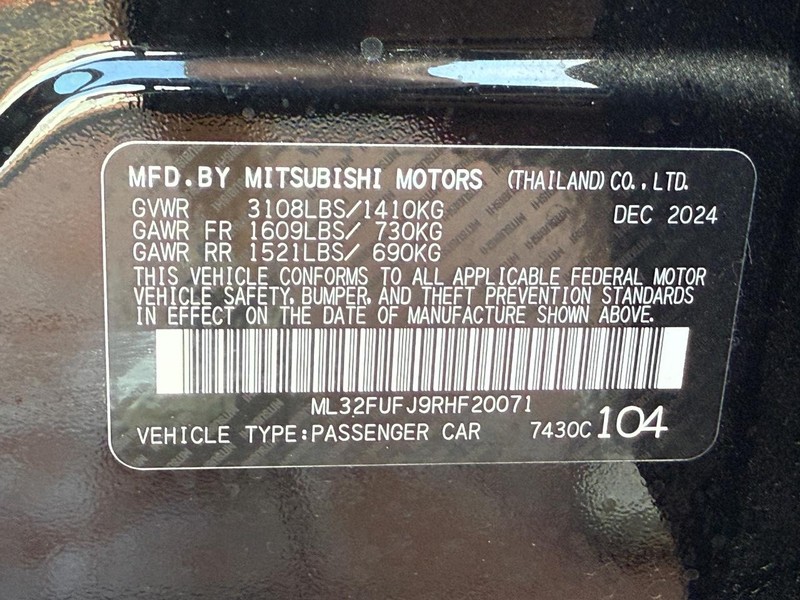 MFD.BY MITSUBISHI MOTORS (THAILAND) CO., LTD.
GVWR 3108LBS/1410KG DEC 2024
GAWR FR 1609LBS/ 730KG
GAWR RR 1521LBS/ 690KG
THIS VEHICLE CONFORMS TO ALL APPLICABLE FEDERAL MOTOR
VEHICLE SAFETY, BUMPER, AND THEFT PREVENTION STANDARDS
IN EFFECT ON THE DATE OF MANUFACTURE SHOWN ABOVE.
ML32FUFJ9RHF20071
VEHICLE TYPE:PASSENGER CAR 7430C 104